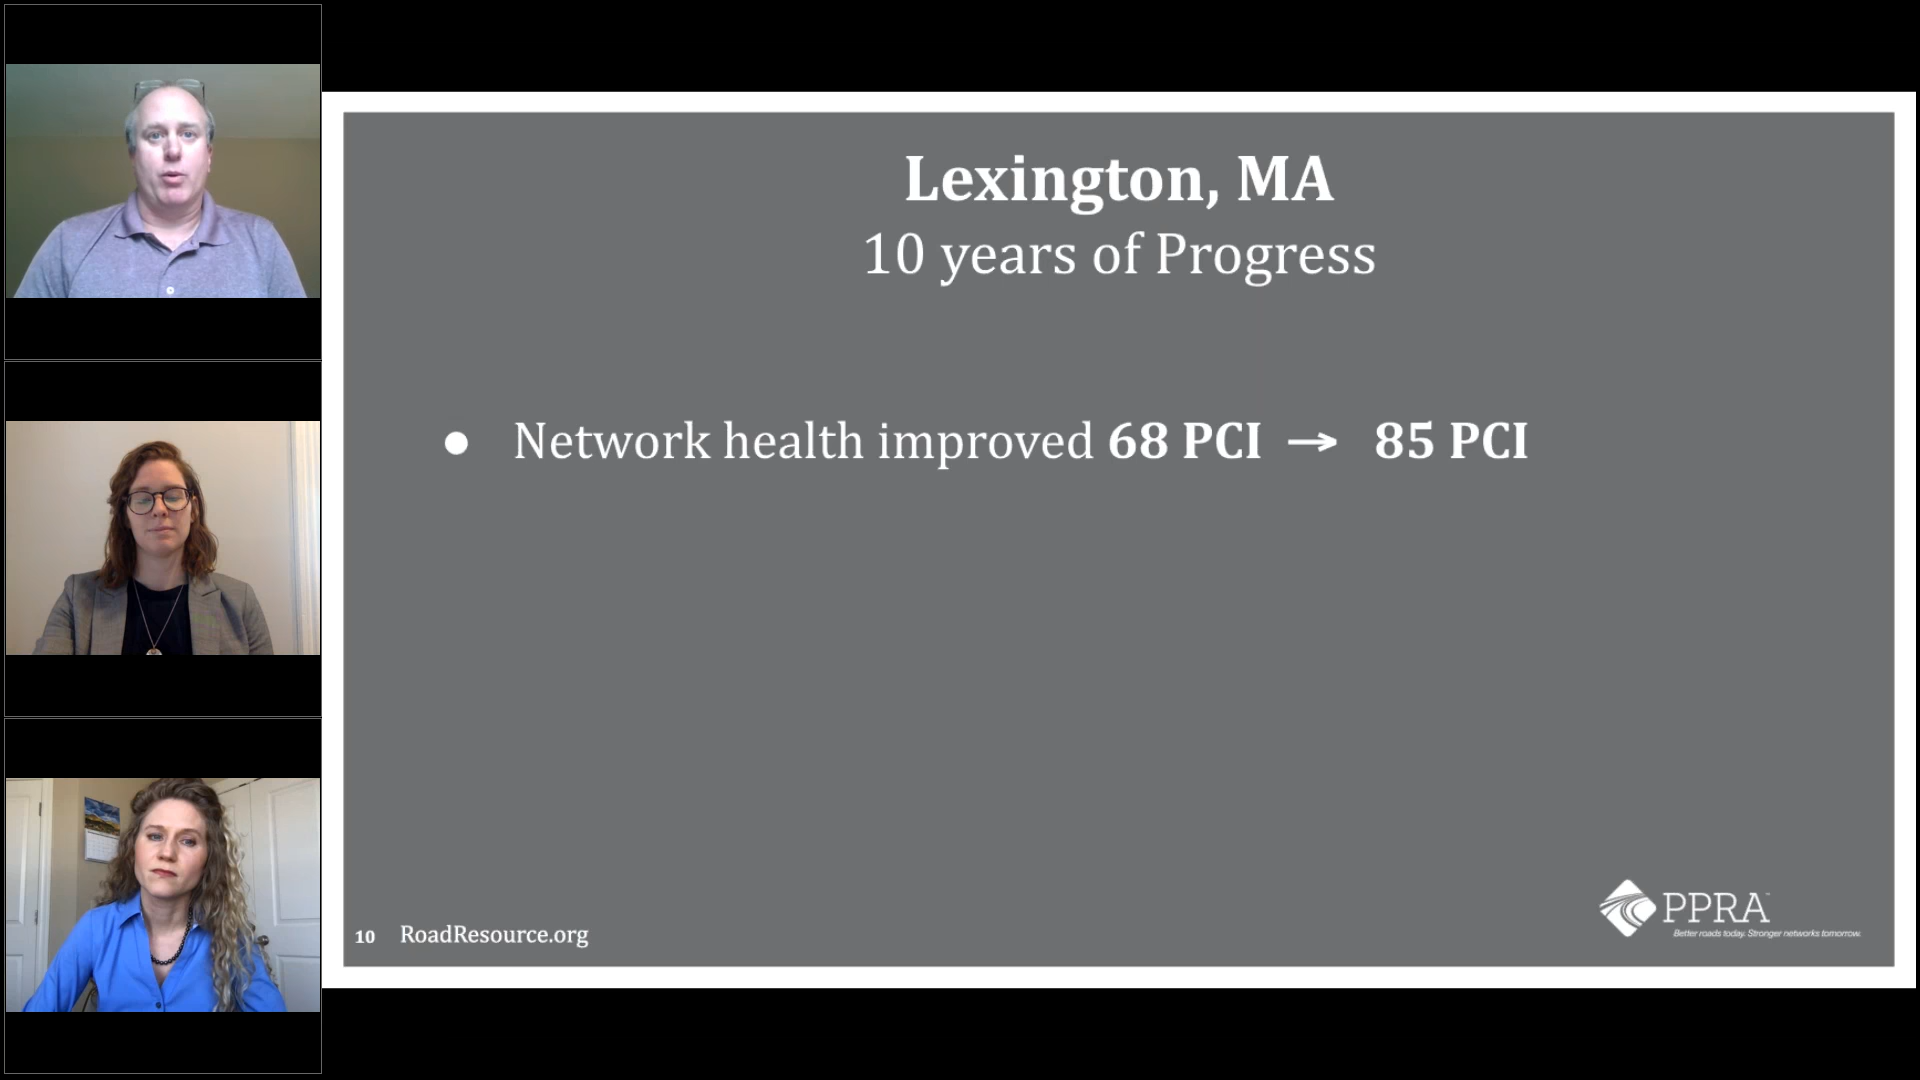 Lexington, MA
10 years of Progress
● Network health improved 68 PCI → 85 PCI
10 RoadResource.org
PPRA™
Better roads today. Stronger networks tomorrow.